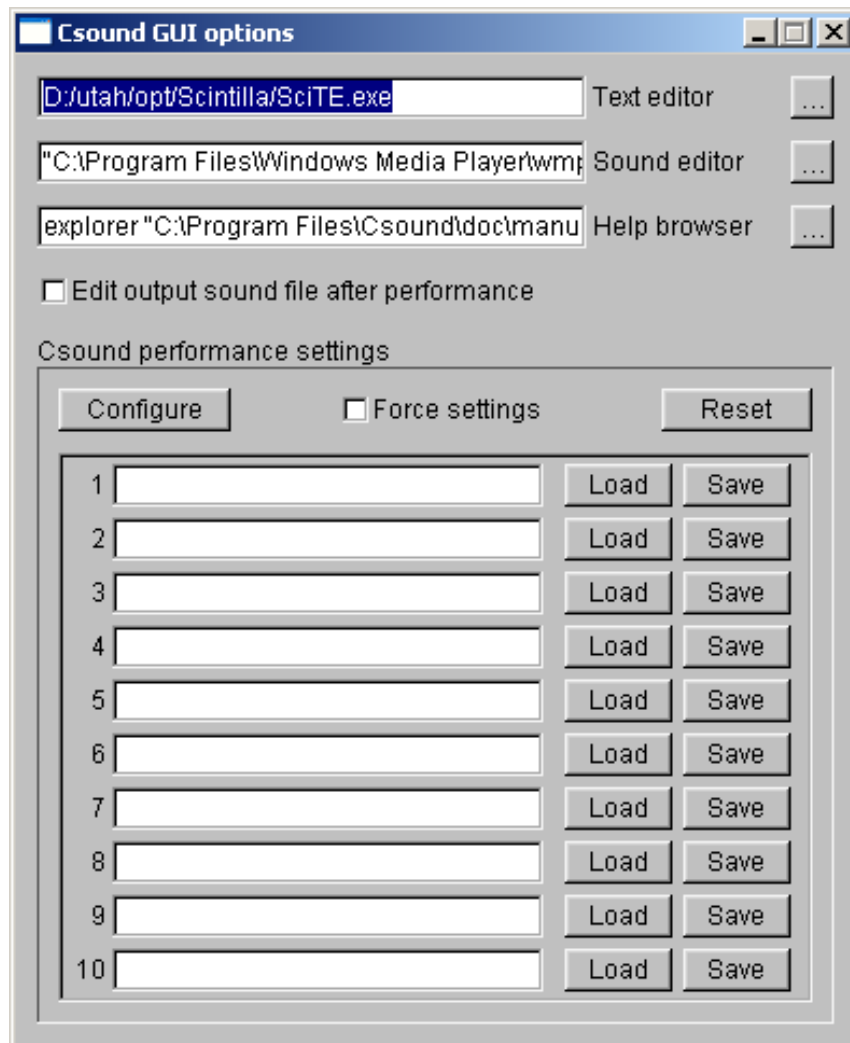 Csound GUI options
D:/utah/opt/Scintilla/SciTE.exe Text editor ...
"C:\Program Files\Windows Media Player\wmp Sound editor ...
explorer "C:\Program Files\Csound\doc\manu Help browser ...
Edit output sound file after performance
Csound performance settings
Configure Force settings Reset
1 Load Save
2 Load Save
3 Load Save
4 Load Save
5 Load Save
6 Load Save
7 Load Save
8 Load Save
9 Load Save
10 Load Save